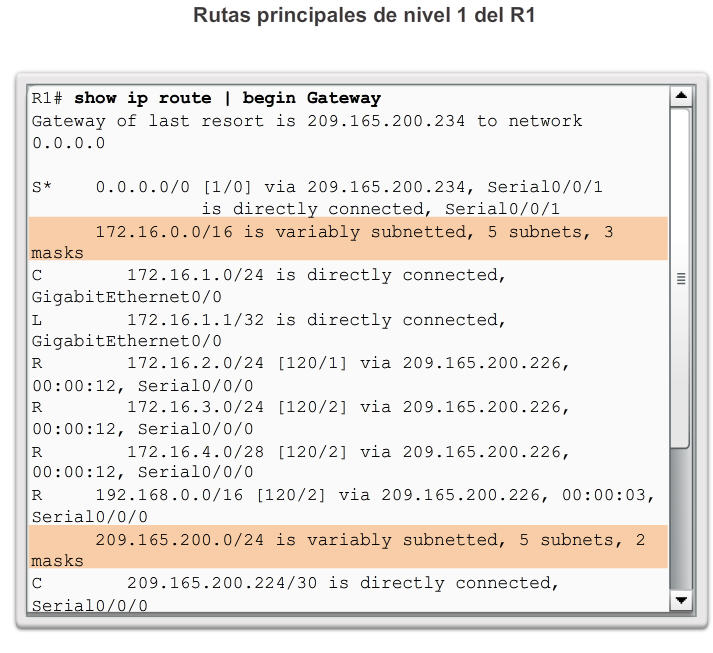 Rutas principales de nivel 1 del R1
R1# show ip route | begin Gateway
Gateway of last resort is 209.165.200.234 to network
0.0.0.0
S*    0.0.0.0/0 [1/0] via 209.165.200.234, Serial0/0/1
is directly connected, Serial0/0/1
172.16.0.0/16 is variably subnetted, 5 subnets, 3
masks
C        172.16.1.0/24 is directly connected,
GigabitEthernet0/0
L        172.16.1.1/32 is directly connected,
GigabitEthernet0/0
R        172.16.2.0/24 [120/1] via 209.165.200.226,
00:00:12, Serial0/0/0
R        172.16.3.0/24 [120/2] via 209.165.200.226,
00:00:12, Serial0/0/0
R        172.16.4.0/28 [120/2] via 209.165.200.226,
00:00:12, Serial0/0/0
R     192.168.0.0/16 [120/2] via 209.165.200.226, 00:00:03,
Serial0/0/0
209.165.200.0/24 is variably subnetted, 5 subnets, 2
masks
C        209.165.200.224/30 is directly connected,
Serial0/0/0